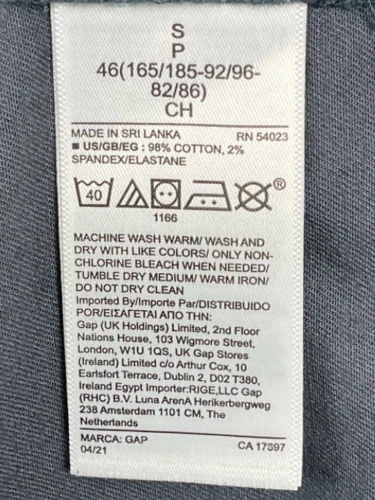 S
P
46(165/185-92/96-
82/86)
CH
MADE IN SRI LANKA RN 54023
■ US/GB/EG : 98% COTTON, 2%
SPANDEX/ELASTANE
40 ®
1166
MACHINE WASH WARM/ WASH AND
DRY WITH LIKE COLORS/ ONLY NON-
CHLORINE BLEACH WHEN NEEDED/
TUMBLE DRY MEDIUM/ WARM IRON/
DO NOT DRY CLEAN
Imported By/Importe Par/DISTRIBUIDO
POR/ΕΙΣΑΓΕΤΑΙ ΑΠΟ ΤΗΝ:
Gap (UK Holdings) Limited, 2nd Floor
Nations House, 103 Wigmore Street,
London, W1U 1QS, UK Gap Stores
(Ireland) Limited c/o Arthur Cox, 10
Earlsfort Terrace, Dublin 2, D02 T380,
Ireland Egypt Importer:RIGE,LLC Gap
(RHC) B.V. Luna ArenA Herikerbergweg
238 Amsterdam 1101 CM, The
Netherlands
MARCA: GAP CA 17897
04/21